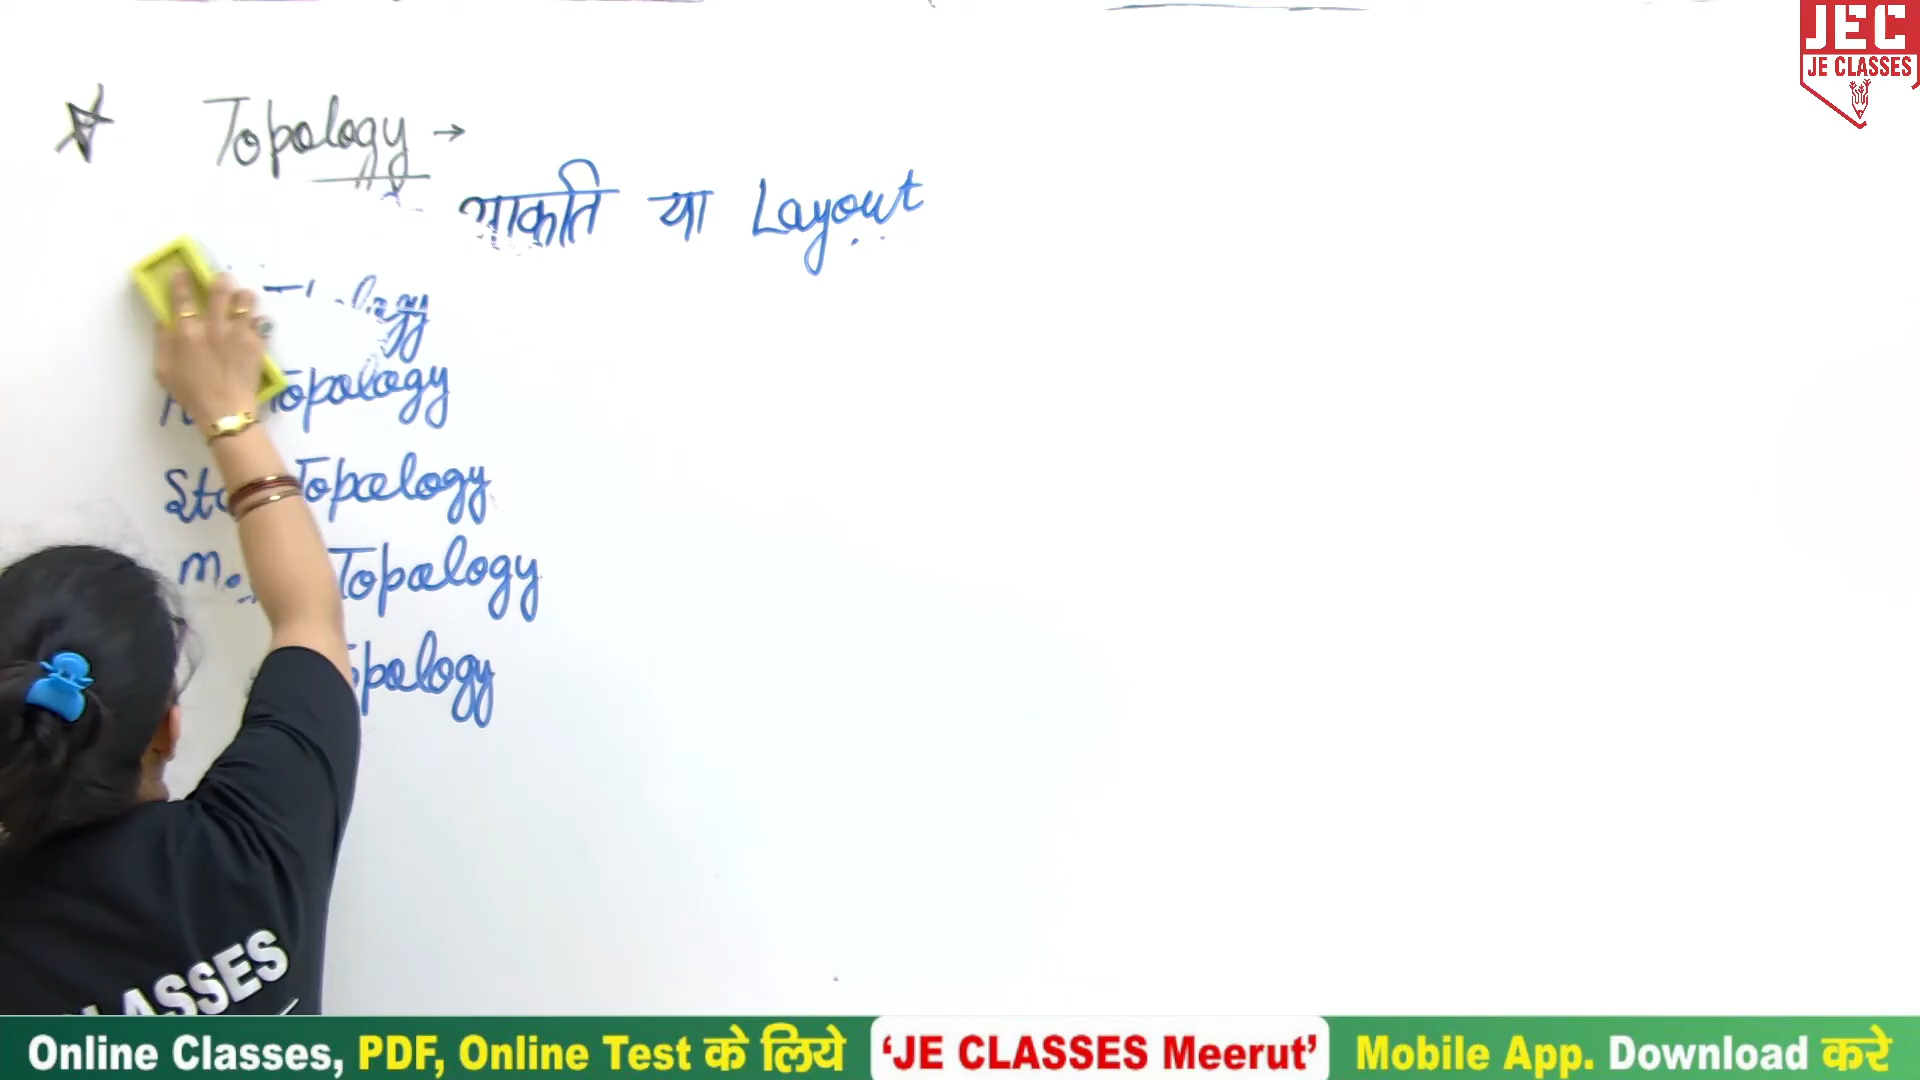 JEC
JE CLASSES
Topology →
आकृति या Layout
Topology
Topology
Topology
CLASSES
Online Classes, PDF, Online Test के लिये 'JE CLASSES Meerut' Mobile App. Download करे